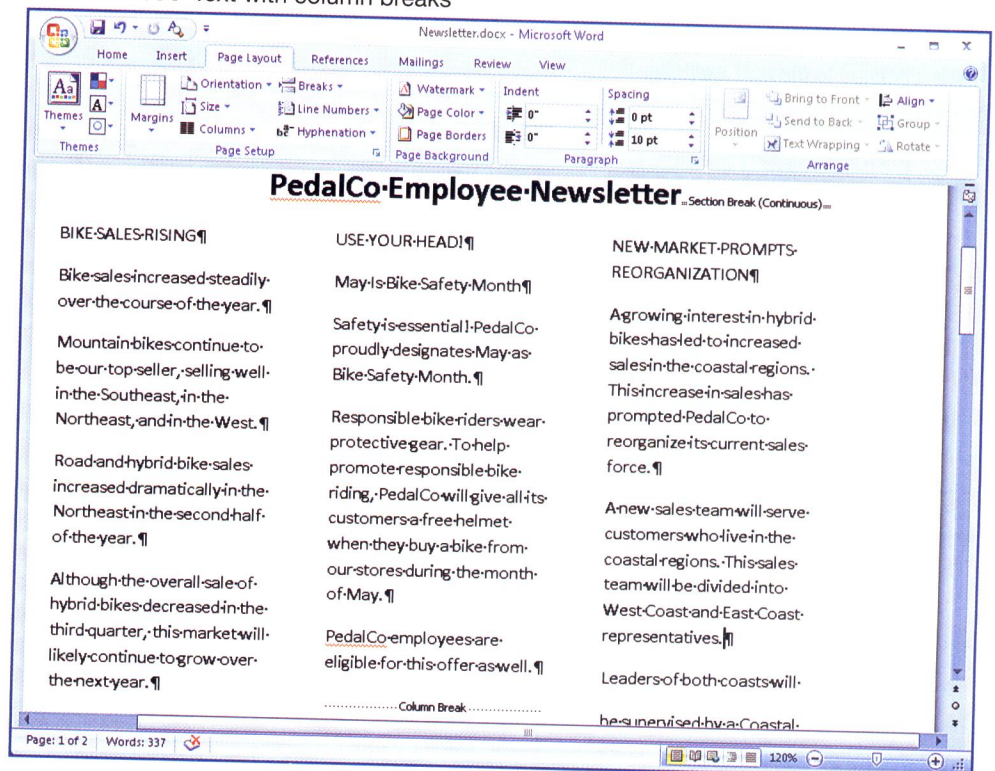 Text with column breaks
Newsletter.docx - Microsoft Word
Home Insert Page Layout References Mailings Review View
Themes
Themes
Margins
Orientation
Size
Columns
Breaks
Line Numbers
Hyphenation
Page Setup
Watermark
Page Color
Page Borders
Page Background
Indent
0"
0"
Spacing
0 pt
10 pt
Paragraph
Position
Bring to Front
Send to Back
Text Wrapping
Align
Group
Rotate
Arrange
PedalCo·Employee·Newsletter Section Break (Continuous)
BIKE·SALES·RISING¶
Bike·sales·increased·steadily·
over·the·course·of·the·year.¶
Mountain·bikes·continue·to·
be·our·top·seller,·selling·well·
in·the·Southeast,·in·the·
Northeast,·and·in·the·West.¶
Road·and·hybrid·bike·sales·
increased·dramatically·in·the·
Northeast·in·the·second·half·
of·the·year.¶
Although·the·overall·sale·of·
hybrid·bikes·decreased·in·the·
third·quarter,·this·market·will·
likely·continue·to·grow·over·
the·next·year.¶
USE·YOUR·HEAD!¶
May·Is·Bike·Safety·Month¶
Safety·is·essential!·PedalCo·
proudly·designates·May·as·
Bike·Safety·Month.¶
Responsible·bike·riders·wear·
protective·gear.·To·help·
promote·responsible·bike·
riding,·PedalCo·will·give·all·its·
customers·a·free·helmet·
when·they·buy·a·bike·from·
our·stores·during·the·month·
of·May.¶
PedalCo·employees·are·
eligible·for·this·offer·as·well.¶
Column Break
NEW·MARKET·PROMPTS·
REORGANIZATION¶
A·growing·interest·in·hybrid·
bikes·has·led·to·increased·
sales·in·the·coastal·regions.·
This·increase·in·sales·has·
prompted·PedalCo·to·
reorganize·its·current·sales·
force.¶
A·new·sales·team·will·serve·
customers·who·live·in·the·
coastal·regions.·This·sales·
team·will·be·divided·into·
West·Coast·and·East·Coast·
representatives.¶
Leaders·of·both·coasts·will·
be·supervised·by·a·Coastal·
Page: 1 of 2 Words: 337
120%